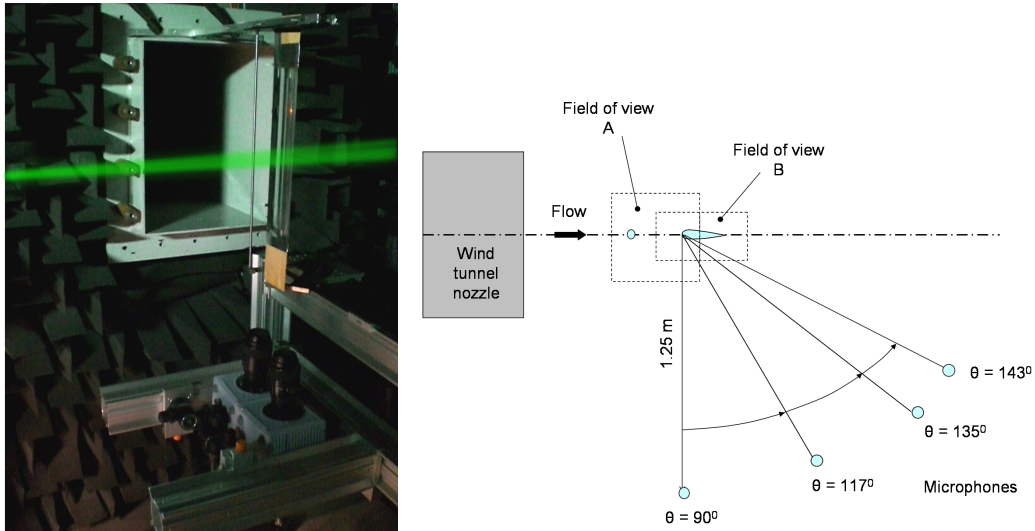 Field of view
A
Field of view
B
Flow
Wind
tunnel
nozzle
1.25 m
θ = 143⁰
θ = 135⁰
θ = 117⁰
Microphones
θ = 90⁰